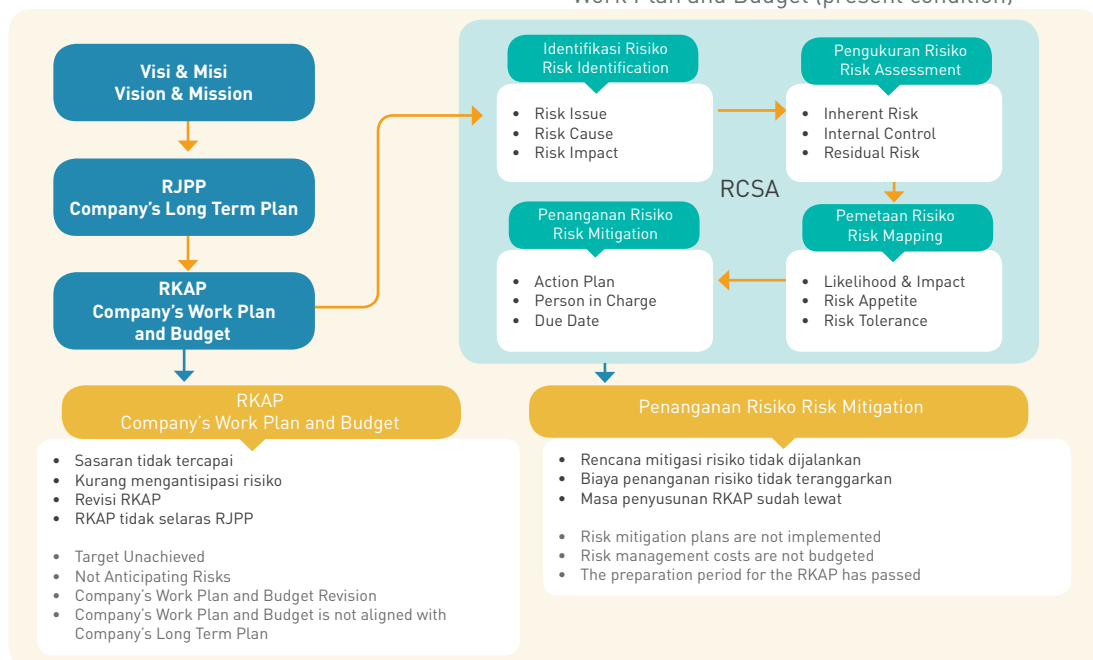 Work Plan and Budget (present condition)
Visi & Misi
Vision & Mission
RJPP
Company's Long Term Plan
RKAP
Company's Work Plan
and Budget
Identifikasi Risiko
Risk Identification
• Risk Issue
• Risk Cause
• Risk Impact
Pengukuran Risiko
Risk Assessment
• Inherent Risk
• Internal Control
• Residual Risk
RCSA
Penanganan Risiko
Risk Mitigation
• Action Plan
• Person in Charge
• Due Date
Pemetaan Risiko
Risk Mapping
• Likelihood & Impact
• Risk Appetite
• Risk Tolerance
RKAP
Company's Work Plan and Budget
• Sasaran tidak tercapai
• Kurang mengantisipasi risiko
• Revisi RKAP
• RKAP tidak selaras RJPP
• Target Unachieved
• Not Anticipating Risks
• Company's Work Plan and Budget Revision
• Company's Work Plan and Budget is not aligned with
Company's Long Term Plan
Penanganan Risiko Risk Mitigation
• Rencana mitigasi risiko tidak dijalankan
• Biaya penanganan risiko tidak teranggarkan
• Masa penyusunan RKAP sudah lewat
• Risk mitigation plans are not implemented
• Risk management costs are not budgeted
• The preparation period for the RKAP has passed